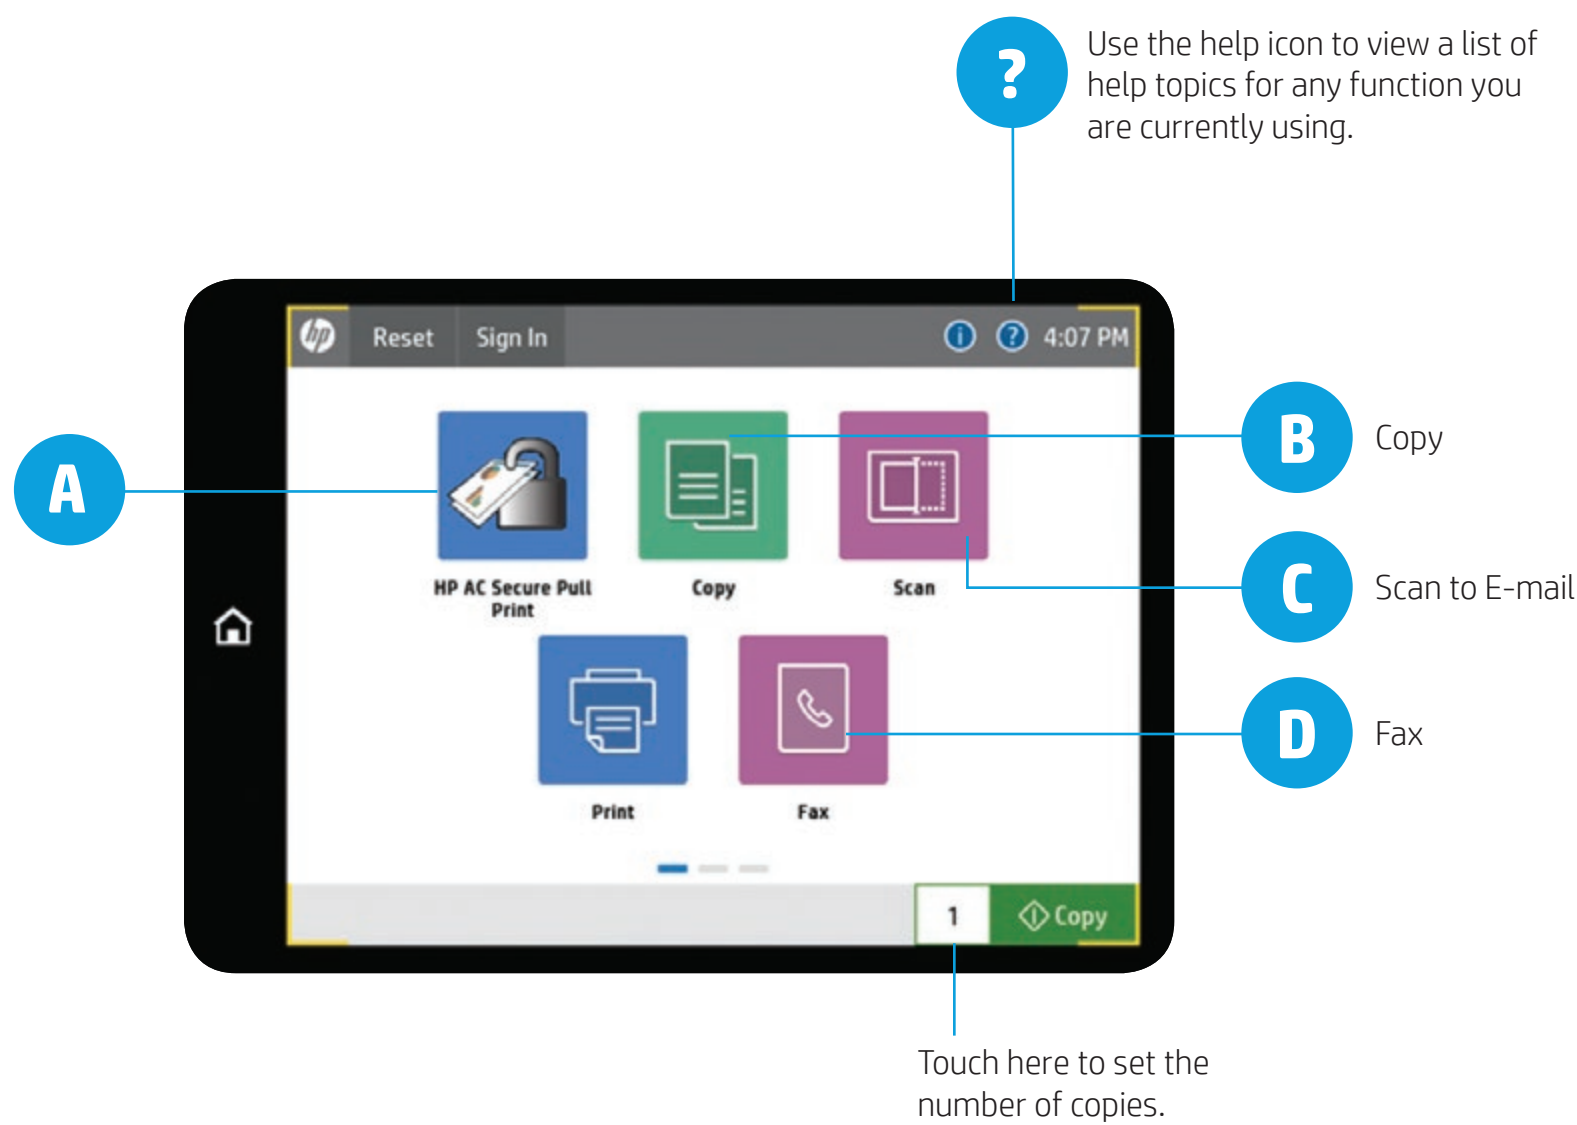 ?
Use the help icon to view a list of
help topics for any function you
are currently using.
hp
Reset
Sign In
i
?
4:07 PM
A
B
Copy
HP AC Secure Pull
Print
Copy
Scan
C
Scan to E-mail
D
Fax
Print
Fax
1
Copy
Touch here to set the
number of copies.